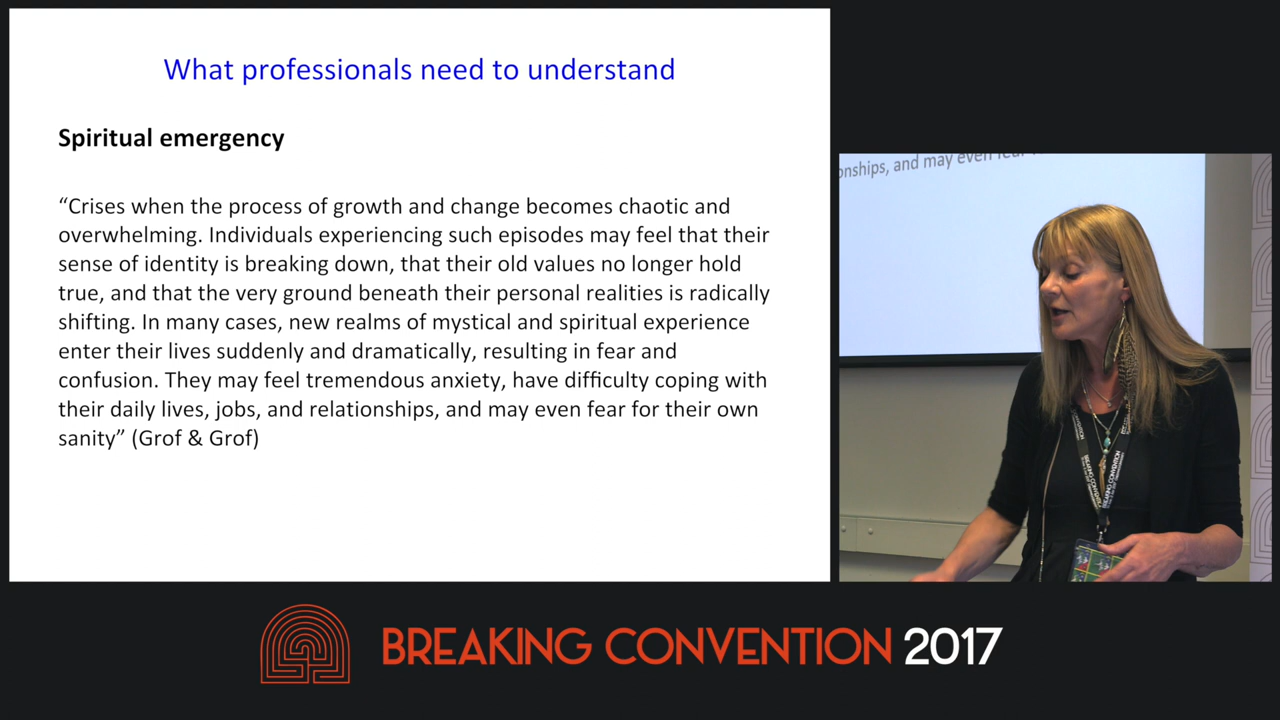 What professionals need to understand
Spiritual emergency
“Crises when the process of growth and change becomes chaotic and
overwhelming. Individuals experiencing such episodes may feel that their
sense of identity is breaking down, that their old values no longer hold
true, and that the very ground beneath their personal realities is radically
shifting. In many cases, new realms of mystical and spiritual experience
enter their lives suddenly and dramatically, resulting in fear and
confusion. They may feel tremendous anxiety, have difficulty coping with
their daily lives, jobs, and relationships, and may even fear for their own
sanity” (Grof & Grof)
onships, and may even fear
BREAKING CONVENTION
BREAKING CONVENTION 2017